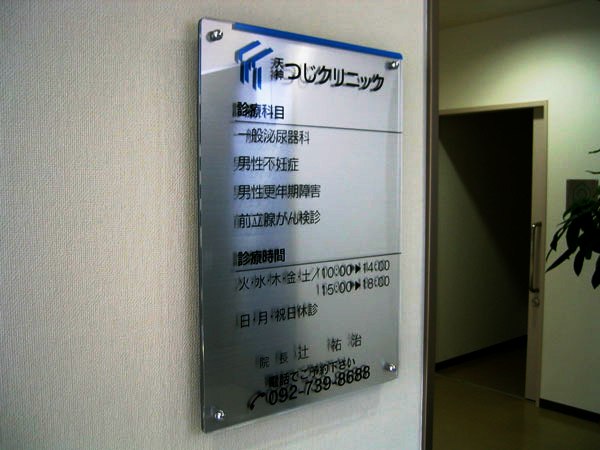 天神つじクリニック
診療科目
一般泌尿器科
男性不妊症
男性更年期障害
前立腺がん検診
診療時間
火・水・木・金・土／10:00▶14:00
15:00▶18:00
日・月・祝日休診
院長 辻 祐治
電話でご予約下さい
092-739-8688